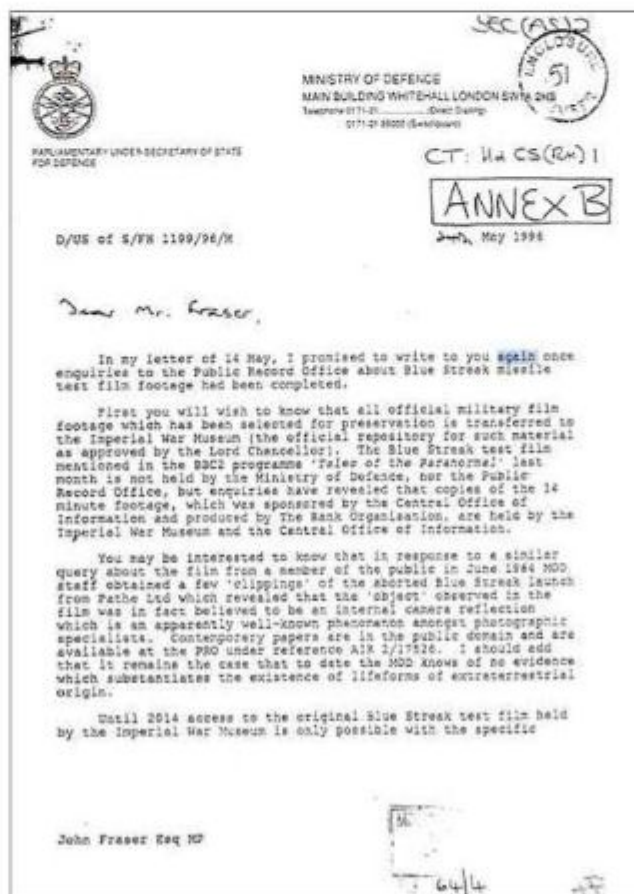 SEC(AS)2
ENCLOSURE
51
MINISTRY OF DEFENCE
MAIN BUILDING WHITEHALL LONDON SW1A 2HB
Telephone 0171-21 (Direct Dialling)
(Switchboard)
PARLIAMENTARY UNDER-SECRETARY OF STATE
FOR DEFENCE
CT: Hd CS(RM) 1
ANNEX B
D/US of S/FH 1199/96/M
May 1996
Dear Mr. Fraser,
In my letter of 14 May, I promised to write to you again once
enquiries to the Public Record Office about Blue Streak missile
test film footage had been completed.
First you will wish to know that all official military film
footage which has been selected for preservation is transferred to
the Imperial War Museum (the official repository for such material
as approved by the Lord Chancellor). The Blue Streak test film
mentioned in the BBC2 programme 'Tales of the Paranormal' last
month is not held by the Ministry of Defence, nor the Public
Record Office, but enquiries have revealed that copies of the 14
minute footage, which was sponsored by the Central Office of
Information and produced by The Rank Organisation, are held by the
Imperial War Museum and the Central Office of Information.
You may be interested to know that in response to a similar
query about the film from a member of the public in June 1964 MOD
staff obtained a few 'clippings' of the aborted Blue Streak launch
from Pathe Ltd which revealed that the 'object' observed in the
film was in fact believed to be an internal camera reflection
which is an apparently well-known phenomenon amongst photographic
specialists. Contemporary papers are in the public domain and are
available at the PRO under reference AIR 2/17526. I should add
that it remains the case that to date the MOD knows of no evidence
which substantiates the existence of lifeforms of extraterrestrial
origin.
Until 2014 access to the original Blue Streak test film held
by the Imperial War Museum is only possible with the specific
John Fraser Esq MP
64/4